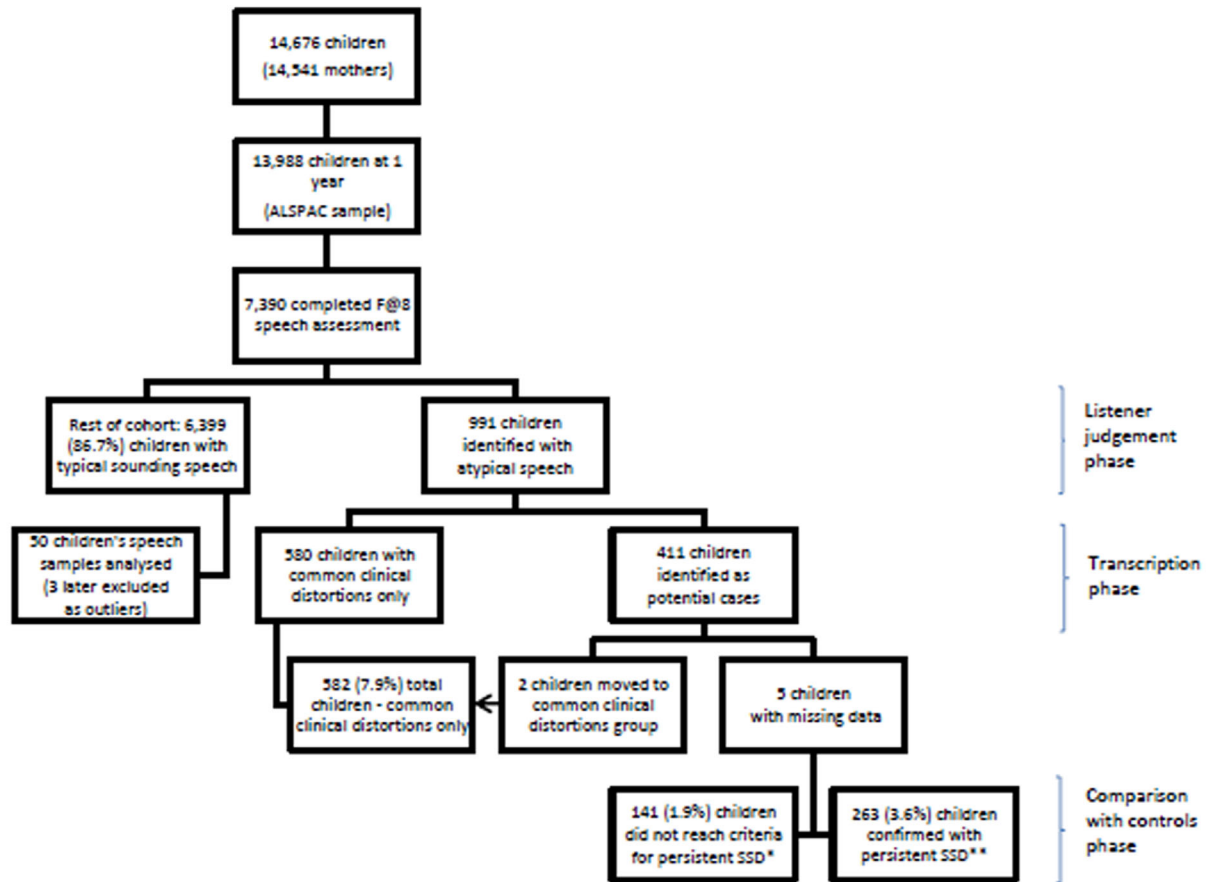 14,676 children
(14,541 mothers)
13,988 children at 1
year
(ALSPAC sample)
7,390 completed F@8
speech assessment
Rest of cohort: 6,399
(86.7%) children with
typical sounding speech
991 children
identified with
atypical speech
Listener
judgement
phase
50 children's speech
samples analysed
(3 later excluded
as outliers)
580 children with
common clinical
distortions only
411 children
identified as
potential cases
Transcription
phase
582 (7.9%) total
children - common
clinical distortions only
2 children moved to
common clinical
distortions group
5 children
with missing data
141 (1.9%) children
did not reach criteria
for persistent SSD*
263 (3.6%) children
confirmed with
persistent SSD**
Comparison
with controls
phase